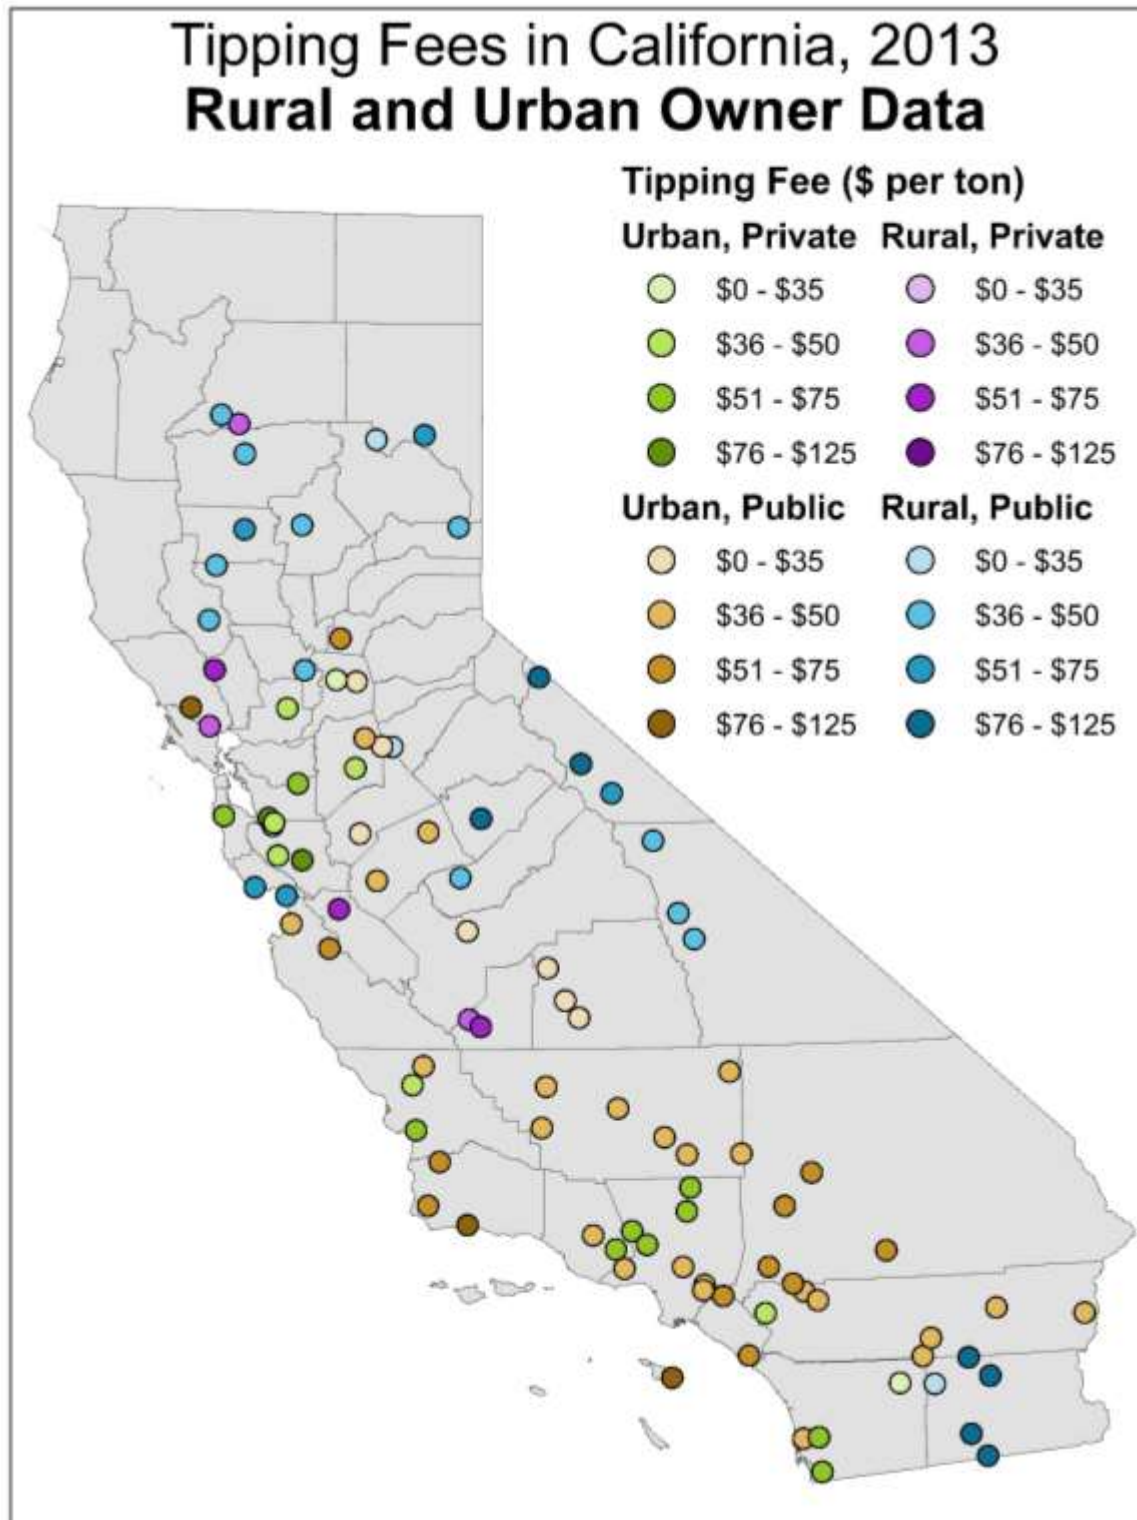 Tipping Fees in California, 2013
Rural and Urban Owner Data
Tipping Fee ($ per ton)
Urban, Private Rural, Private
$0 - $35 $0 - $35
$36 - $50 $36 - $50
$51 - $75 $51 - $75
$76 - $125 $76 - $125
Urban, Public Rural, Public
$0 - $35 $0 - $35
$36 - $50 $36 - $50
$51 - $75 $51 - $75
$76 - $125 $76 - $125